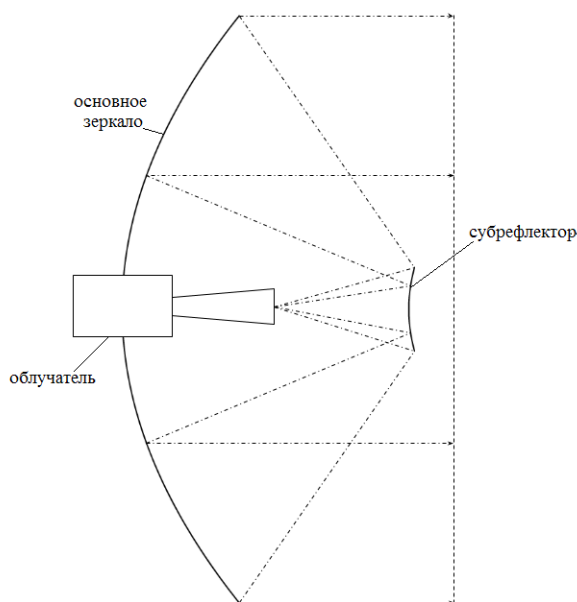 основное
зеркало
субрефлектор
облучатель